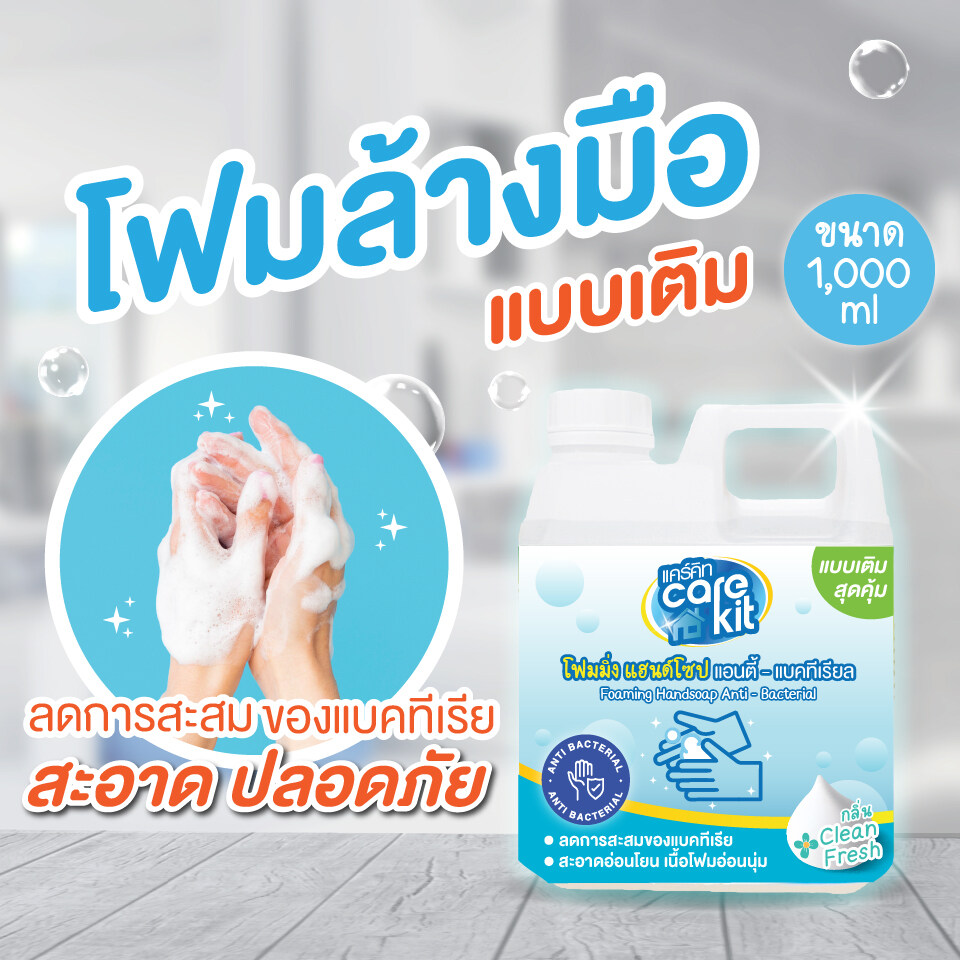 โฟมล้างมือ
แบบเติม
ขนาด
1,000
ml
ลดการสะสม ของแบคทีเรีย
สะอาด ปลอดภัย
แบบเติม
สุดคุ้ม
แคร์คิท
care
kit
โฟมมิ่ง แฮนด์โซป แอนตี้ - แบคทีเรียล
Foaming Handsoap Anti - Bacterial
ANTI BACTERIAL
ANTI BACTERIAL
• ลดการสะสมของแบคทีเรีย
• สะอาดอ่อนโยน เนื้อโฟมอ่อนนุ่ม
กลิ่น
Clean
Fresh